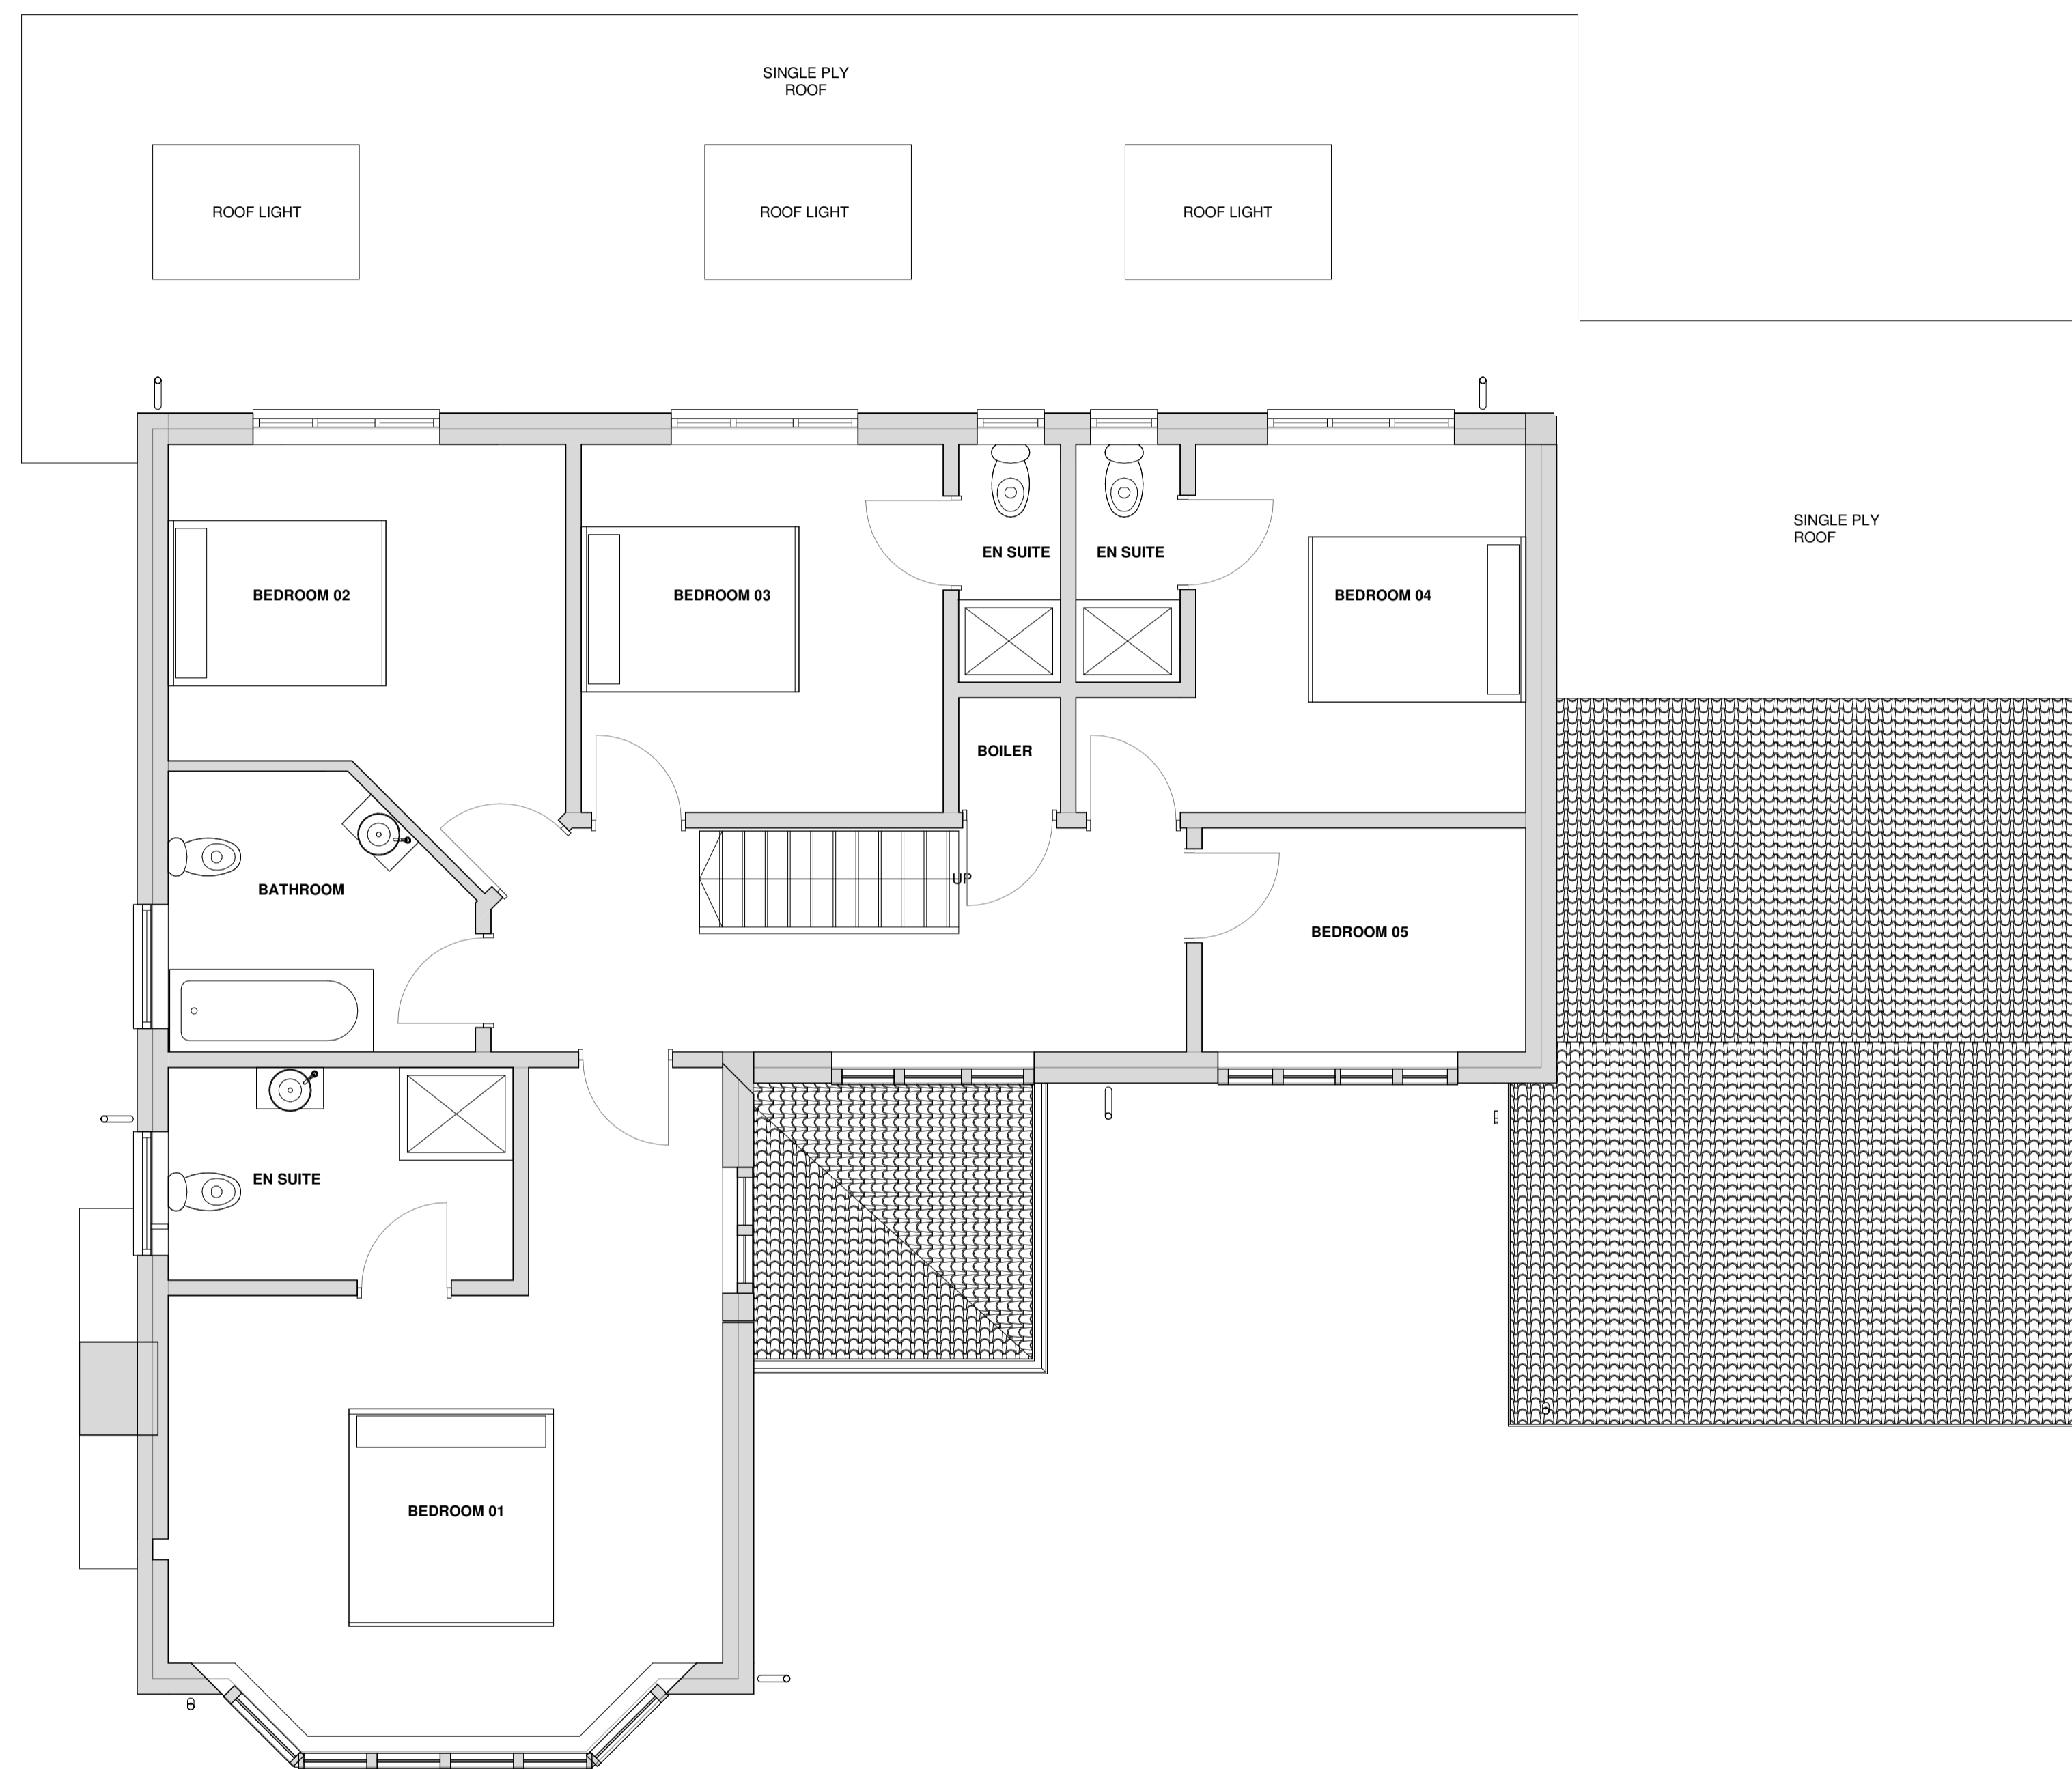 SINGLE PLY
ROOF
ROOF LIGHT
ROOF LIGHT
ROOF LIGHT
SINGLE PLY
ROOF
EN SUITE
EN SUITE
BEDROOM 02
BEDROOM 03
BEDROOM 04
BOILER
BATHROOM
UP
BEDROOM 05
EN SUITE
BEDROOM 01